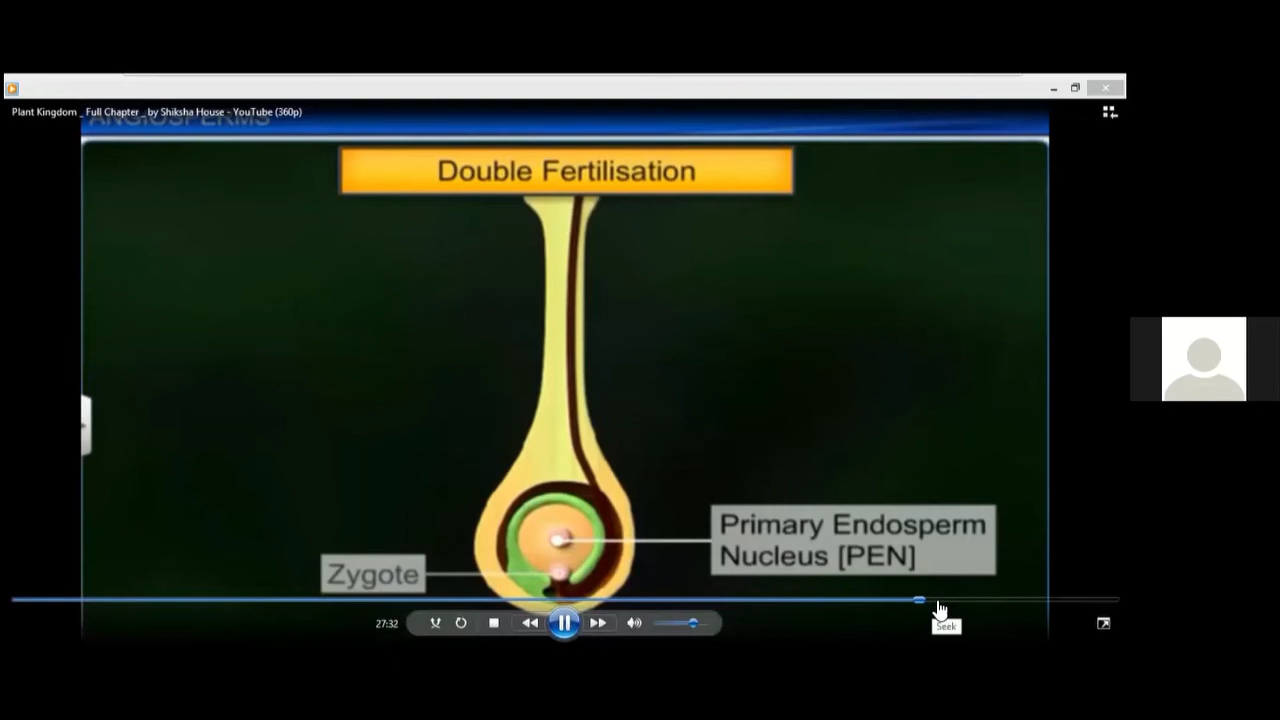 Plant Kingdom _ Full Chapter _ by Shiksha House - YouTube (360p)
ANGIOSPERMS
Double Fertilisation
Primary Endosperm
Nucleus [PEN]
Zygote
27:32
Seek